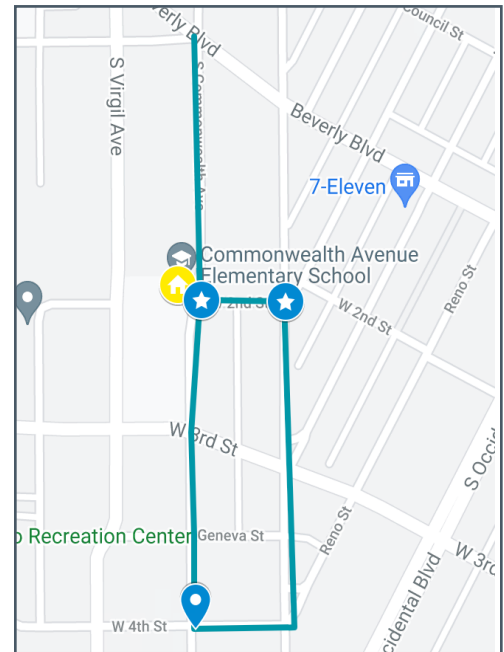 Council St
Beverly Blvd
S Virgil Ave
S Commonwealth Ave
Beverly Blvd
7-Eleven
Commonwealth Avenue
Elementary School
2nd St
W 2nd St
Reno St
W 3rd St
S Occid
o Recreation Center
Geneva St
Reno St
W 3rd
W 4th St
cidental Blvd